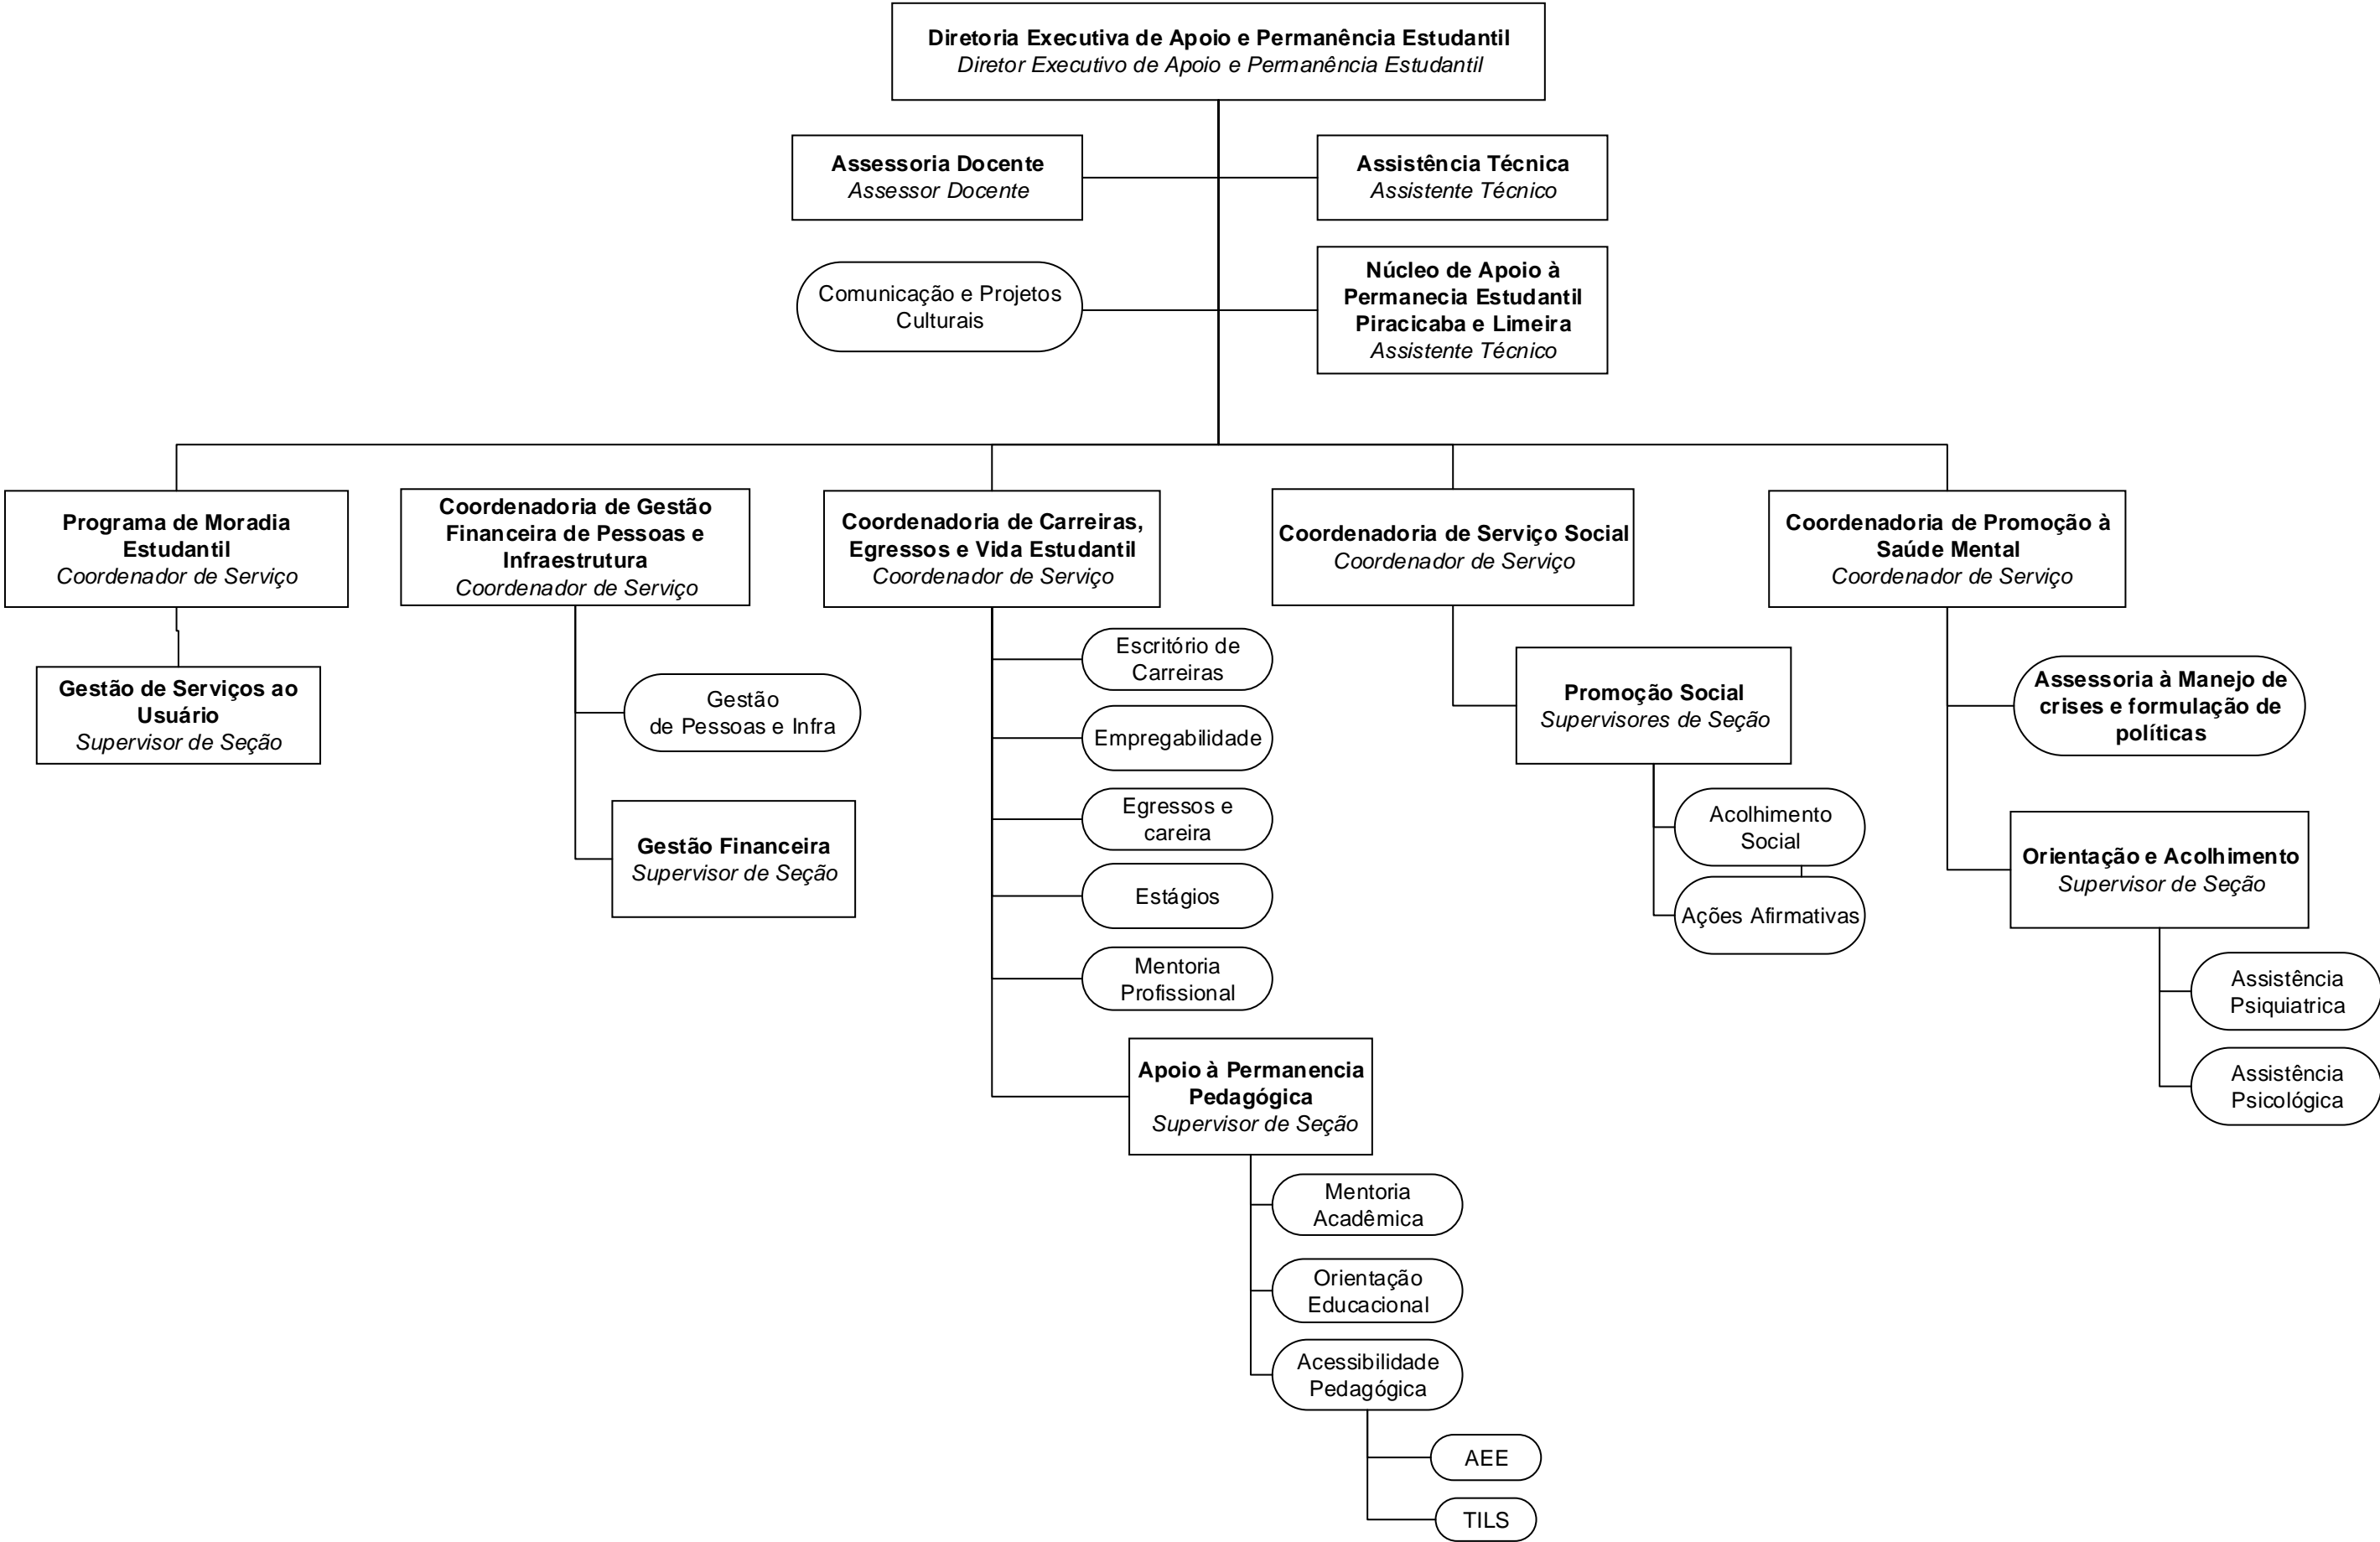 Diretoria Executiva de Apoio e Permanência Estudantil
Diretor Executivo de Apoio e Permanência Estudantil
Assessoria Docente
Assessor Docente
Assistência Técnica
Assistente Técnico
Comunicação e Projetos
Culturais
Núcleo de Apoio à
Permanecia Estudantil
Piracicaba e Limeira
Assistente Técnico
Programa de Moradia
Estudantil
Coordenador de Serviço
Gestão de Serviços ao
Usuário
Supervisor de Seção
Coordenadoria de Gestão
Financeira de Pessoas e
Infraestrutura
Coordenador de Serviço
Gestão
de Pessoas e Infra
Gestão Financeira
Supervisor de Seção
Coordenadoria de Carreiras,
Egressos e Vida Estudantil
Coordenador de Serviço
Escritório de
Carreiras
Empregabilidade
Egressos e
careira
Estágios
Mentoria
Profissional
Apoio à Permanencia
Pedagógica
Supervisor de Seção
Mentoria
Acadêmica
Orientação
Educacional
Acessibilidade
Pedagógica
AEE
TILS
Coordenadoria de Serviço Social
Coordenador de Serviço
Promoção Social
Supervisores de Seção
Acolhimento
Social
Ações Afirmativas
Coordenadoria de Promoção à
Saúde Mental
Coordenador de Serviço
Assessoria à Manejo de
crises e formulação de
políticas
Orientação e Acolhimento
Supervisor de Seção
Assistência
Psiquiatrica
Assistência
Psicológica